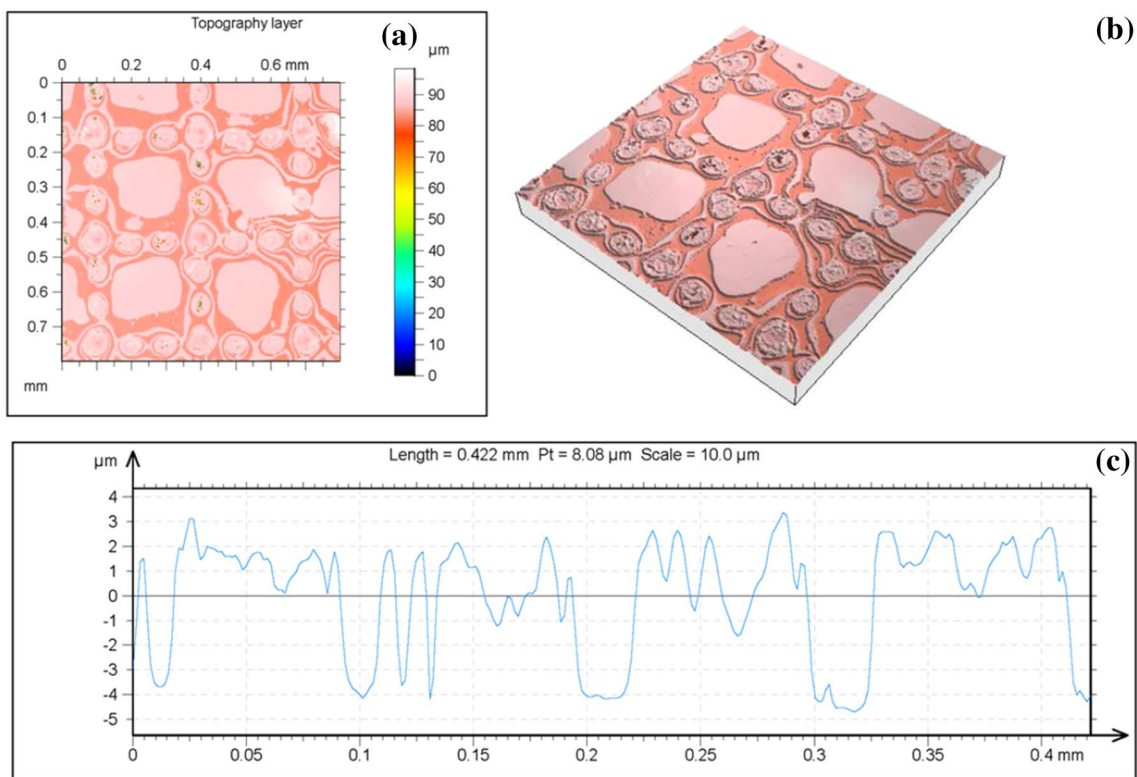 Topography layer
(a)
µm
0 0.2 0.4 0.6 mm
0
0.1
0.2
0.3
0.4
0.5
0.6
0.7
mm
90
80
70
60
50
40
30
20
10
0
(b)
µm
Length = 0.422 mm Pt = 8.08 µm Scale = 10.0 µm
(c)
4
3
2
1
0
-1
-2
-3
-4
-5
0 0.05 0.1 0.15 0.2 0.25 0.3 0.35 0.4 mm